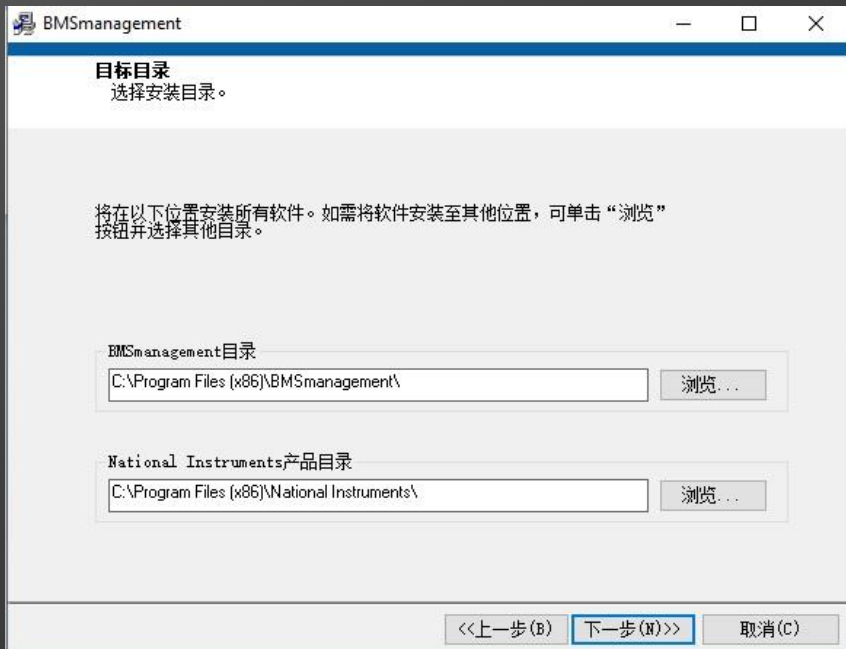 BMSmanagement
目标目录
选择安装目录。
将在以下位置安装所有软件。如需将软件安装至其他位置，可单击“浏览”
按钮并选择其他目录。
BMSmanagement目录
C:\Program Files (x86)\BMSmanagement\
浏览...
National Instruments产品目录
C:\Program Files (x86)\National Instruments\
浏览...
<<上一步(B) 下一步(N)>> 取消(C)